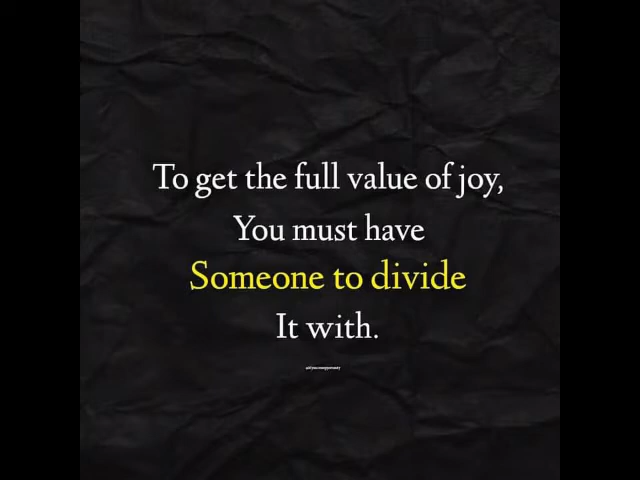 To get the full value of joy,
You must have
Someone to divide
It with.